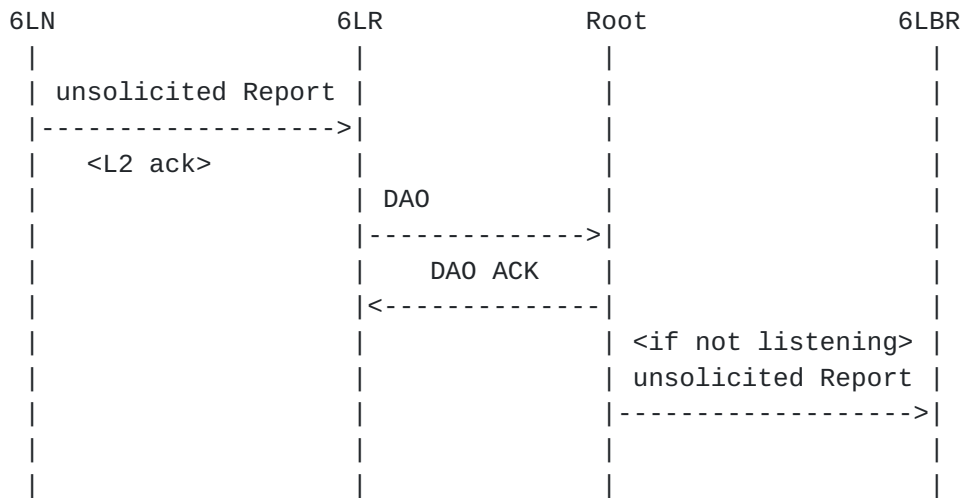 6LN 6LR Root 6LBR
unsolicited Report
<L2 ack>
DAO
DAO ACK
<if not listening>
unsolicited Report